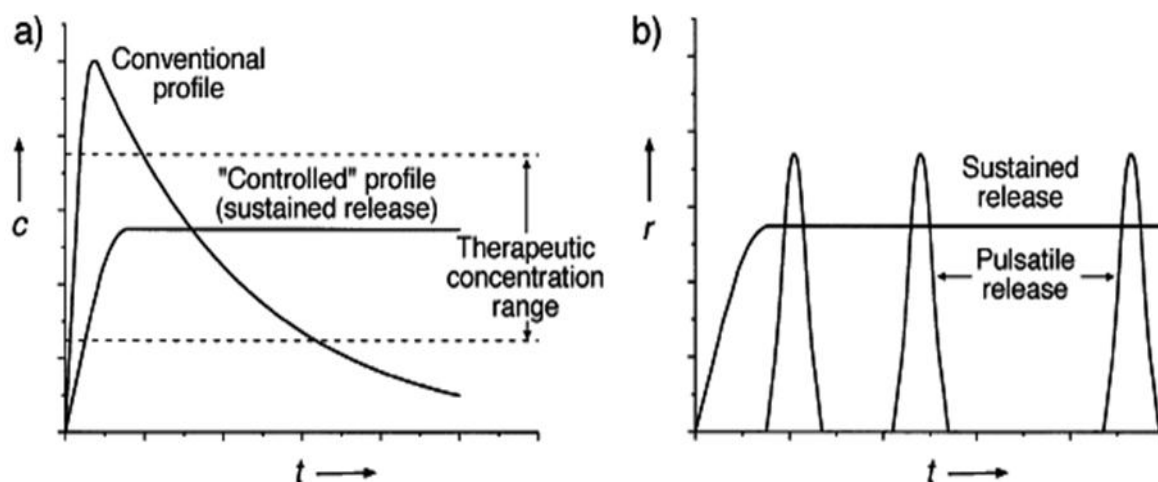 a)
Conventional
profile
c
"Controlled" profile
(sustained release)
Therapeutic
concentration
range
t
b)
r
Sustained
release
Pulsatile
release
t